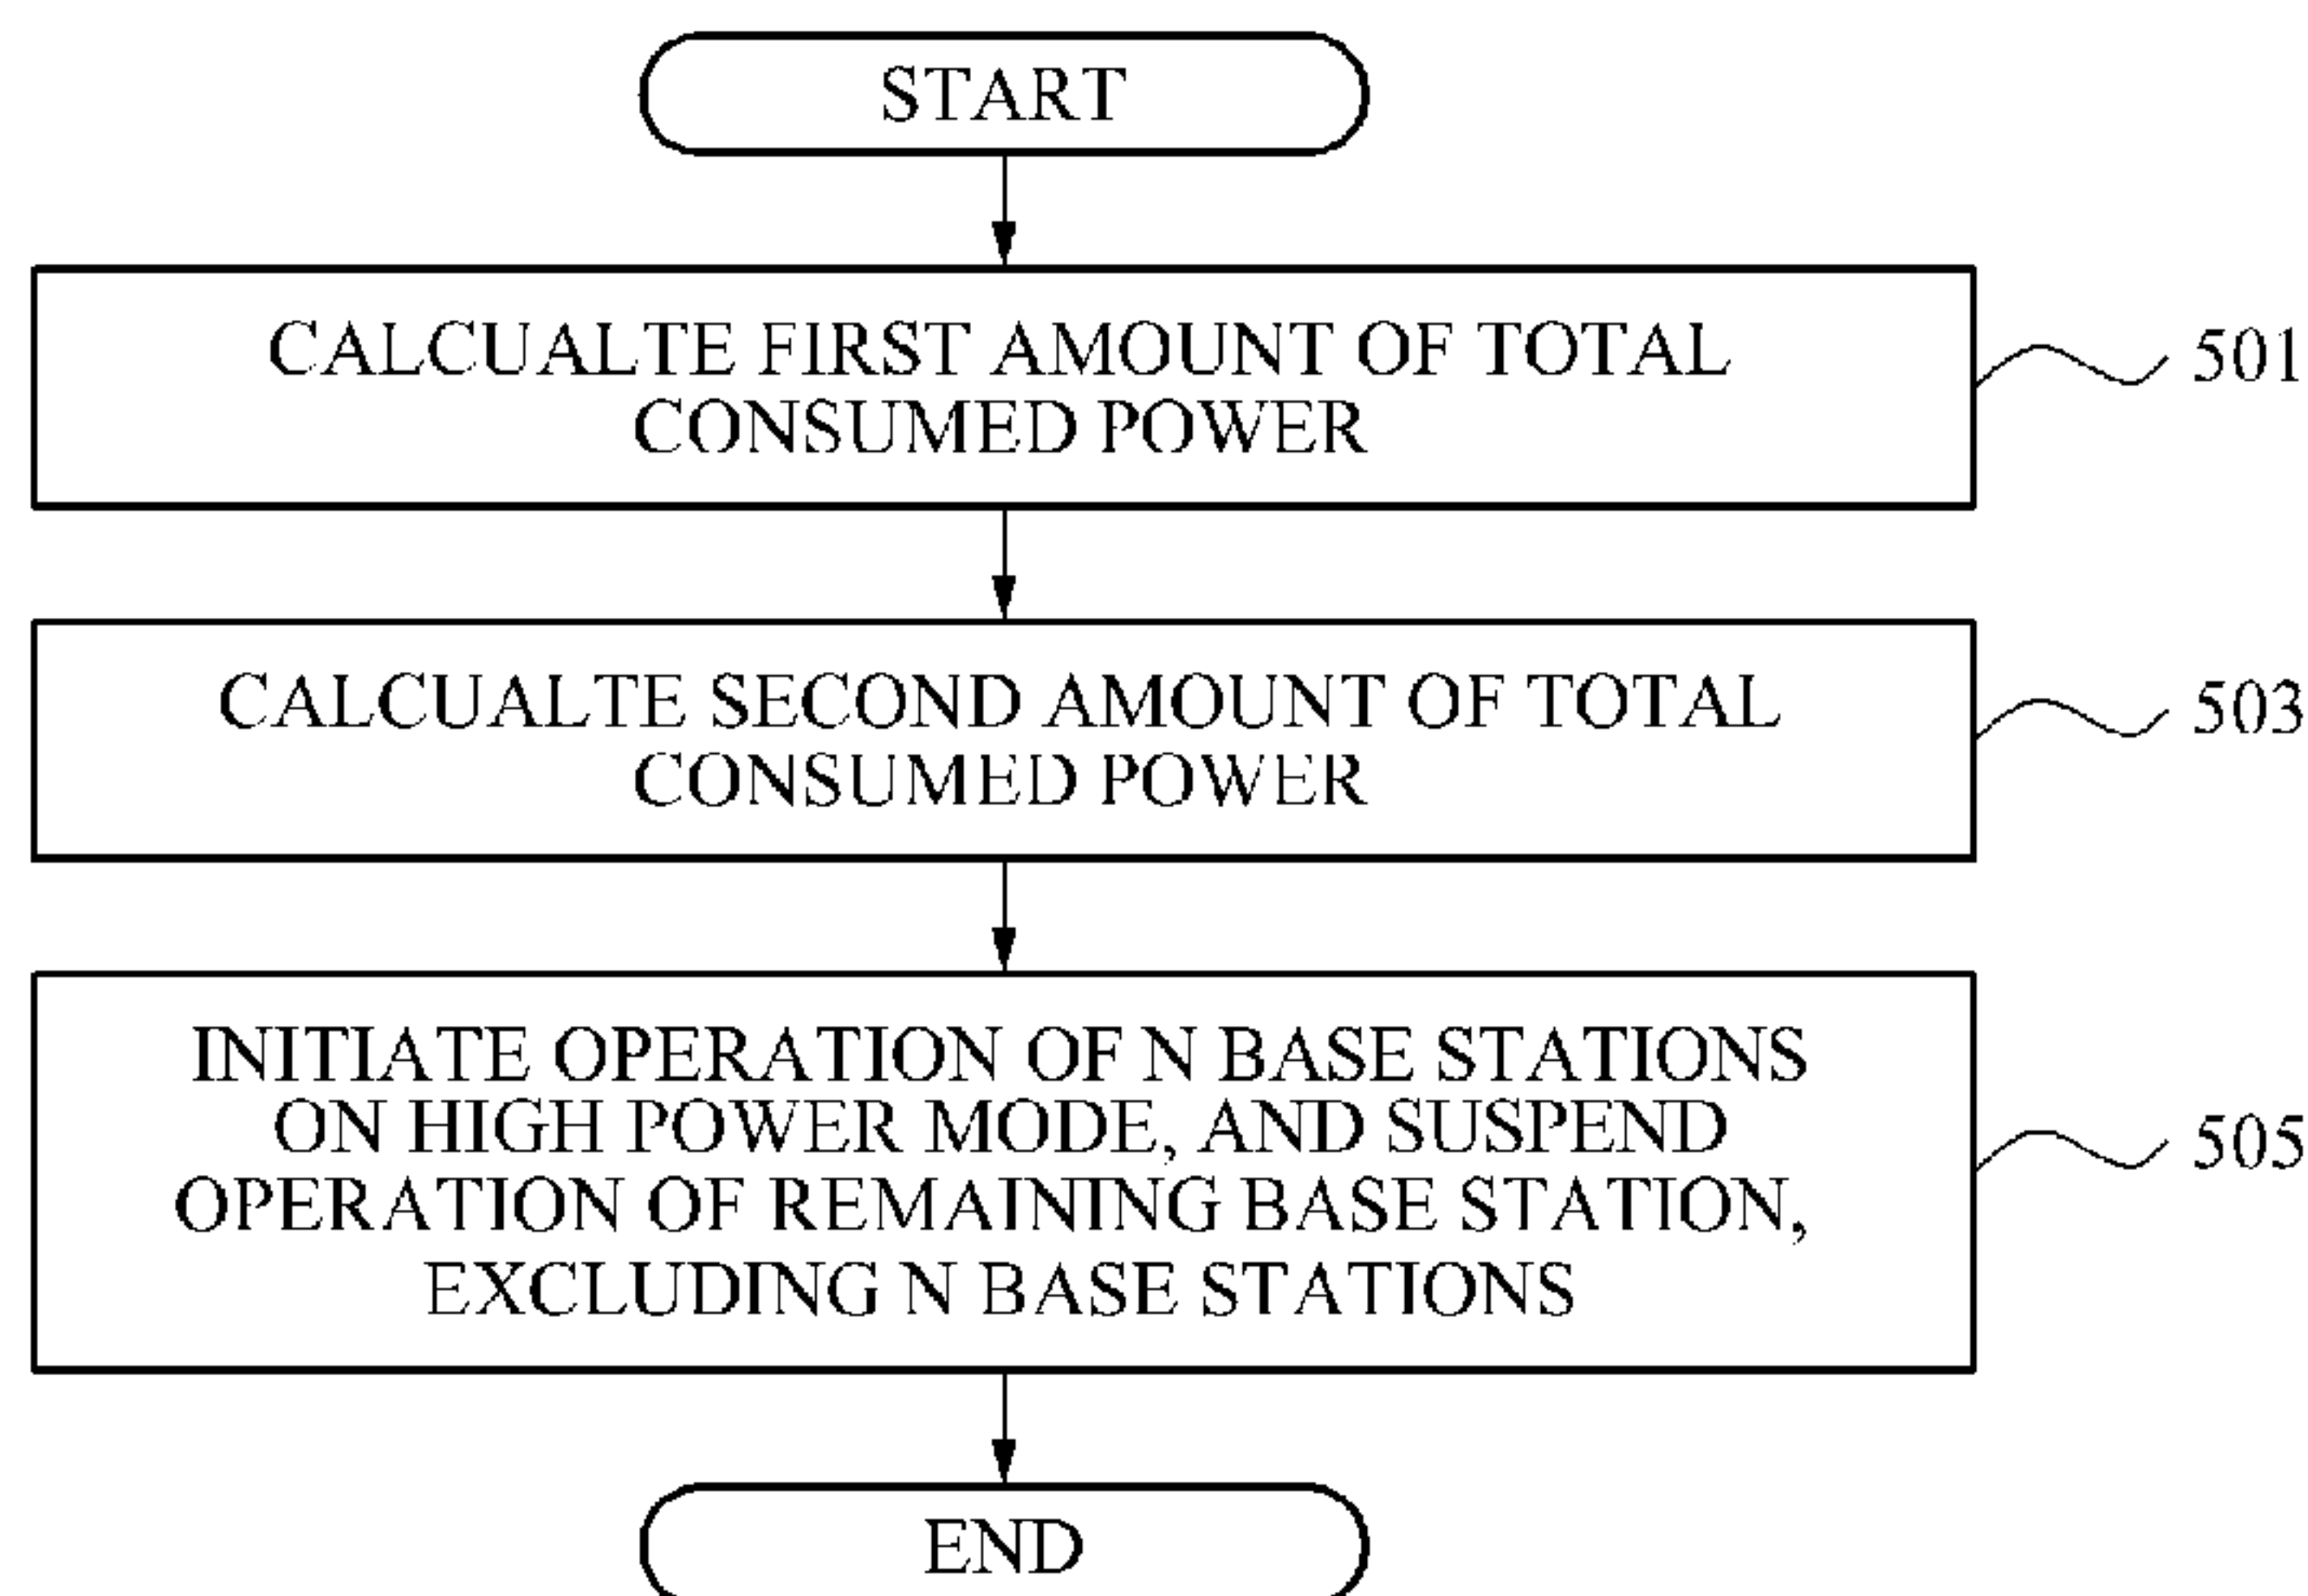 START
CALCUALTE FIRST AMOUNT OF TOTAL
CONSUMED POWER
501
CALCUALTE SECOND AMOUNT OF TOTAL
CONSUMED POWER
503
INITIATE OPERATION OF N BASE STATIONS
ON HIGH POWER MODE, AND SUSPEND
OPERATION OF REMAINING BASE STATION,
EXCLUDING N BASE STATIONS
505
END